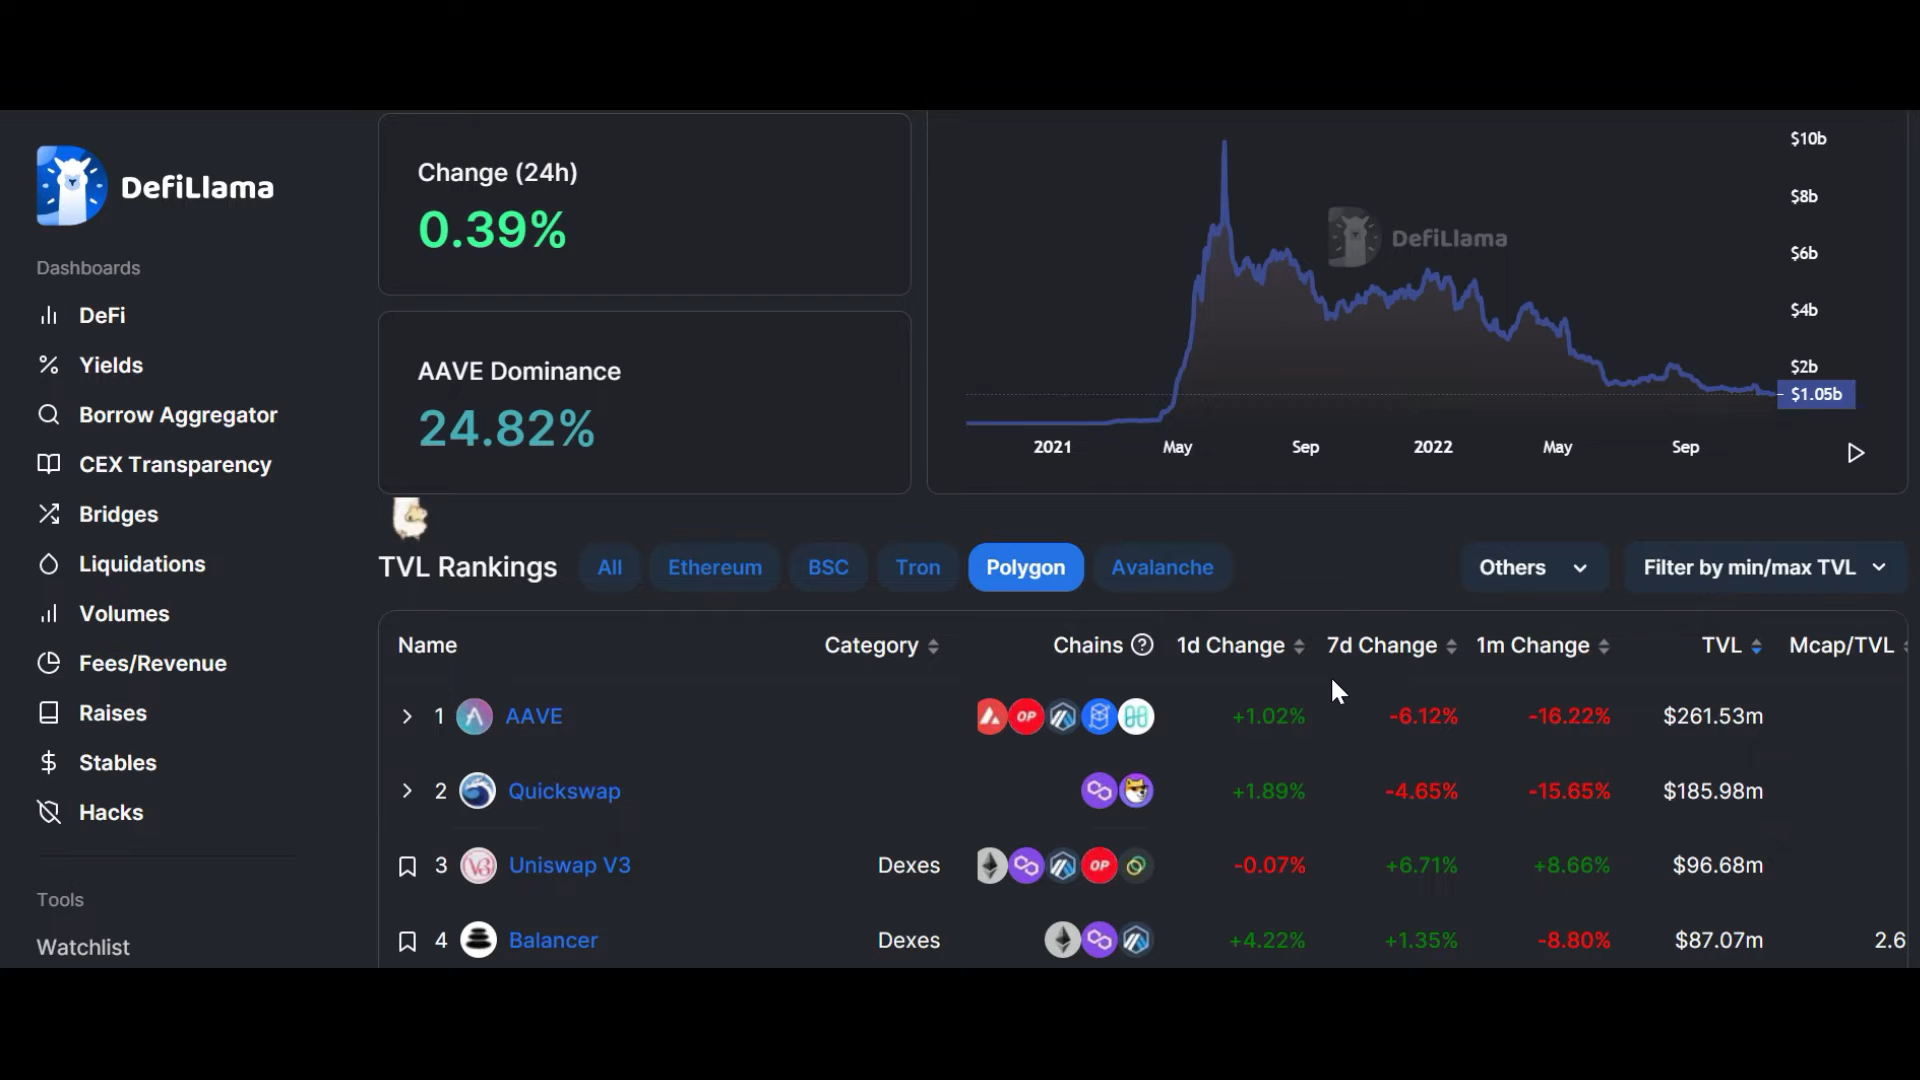 DefiLlama
Dashboards
DeFi
Yields
Borrow Aggregator
CEX Transparency
Bridges
Liquidations
Volumes
Fees/Revenue
Raises
Stables
Hacks
Tools
Watchlist
Change (24h)
0.39%
AAVE Dominance
24.82%
DefiLlama
$10b
$8b
$6b
$4b
$2b
$1.05b
2021 May Sep 2022 May Sep
TVL Rankings All Ethereum BSC Tron Polygon Avalanche Others Filter by min/max TVL
Name Category Chains ? 1d Change 7d Change 1m Change TVL Mcap/TVL
1 AAVE OP +1.02% -6.12% -16.22% $261.53m
2 Quickswap +1.89% -4.65% -15.65% $185.98m
3 V3 Uniswap V3 Dexes OP -0.07% +6.71% +8.66% $96.68m
4 Balancer Dexes +4.22% +1.35% -8.80% $87.07m 2.6